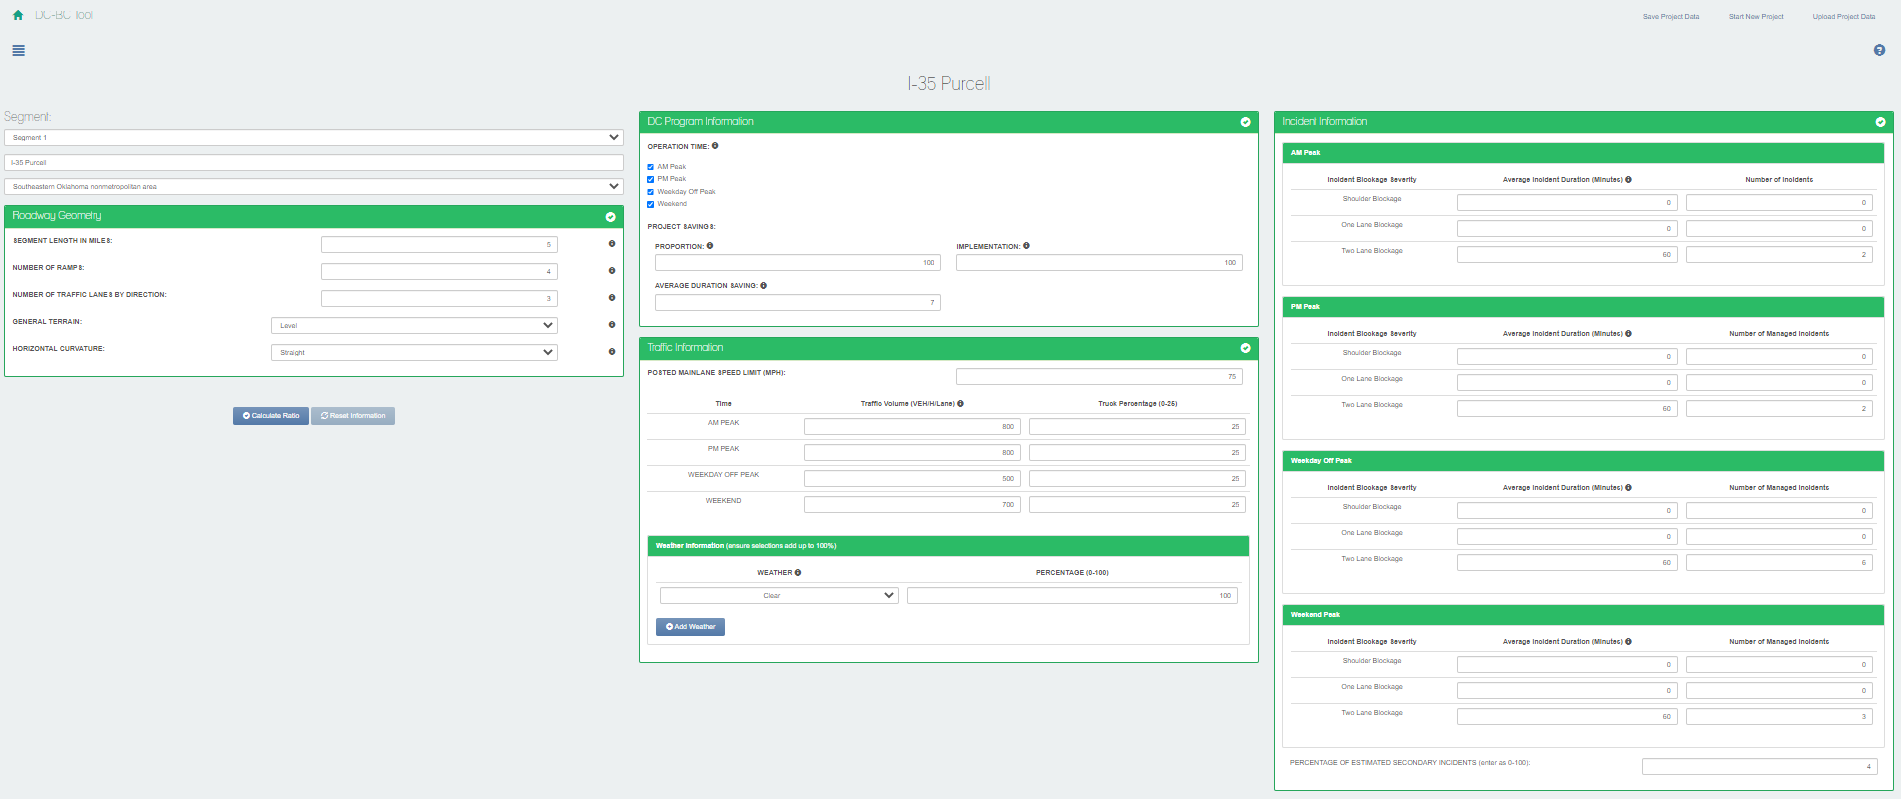 DC-BC Tool
Save Project Data
Start New Project
Upload Project Data
I-35 Purcell
Segment:
Segment 1
I-35 Purcell
Southeastern Oklahoma nonmetropolitan area
Roadway Geometry
SEGMENT LENGTH IN MILES: 5
NUMBER OF RAMPS: 4
NUMBER OF TRAFFIC LANES BY DIRECTION: 3
GENERAL TERRAIN: Level
HORIZONTAL CURVATURE: Straight
Calculate Ratio
Reset Information
DC Program Information
OPERATION TIME:
AM Peak
PM Peak
Weekday Off Peak
Weekend
PROJECT SAVINGS:
PROPORTION: IMPLEMENTATION:
100 100
AVERAGE DURATION SAVING:
7
Traffic Information
POSTED MAINLANE SPEED LIMIT (MPH): 75
Time Traffic Volume (VEH/H/Lane) Truck Percentage (0-25)
AM PEAK 800 25
PM PEAK 800 25
WEEKDAY OFF PEAK 500 25
WEEKEND 700 25
Weather Information (ensure selections add up to 100%)
WEATHER PERCENTAGE (0-100)
Clear 100
Add Weather
Incident Information
AM Peak
Incident Blockage Severity Average Incident Duration (Minutes) Number of Incidents
Shoulder Blockage 0 0
One Lane Blockage 0 0
Two Lane Blockage 60 2
PM Peak
Incident Blockage Severity Average Incident Duration (Minutes) Number of Managed Incidents
Shoulder Blockage 0 0
One Lane Blockage 0 0
Two Lane Blockage 60 2
Weekday Off Peak
Incident Blockage Severity Average Incident Duration (Minutes) Number of Managed Incidents
Shoulder Blockage 0 0
One Lane Blockage 0 0
Two Lane Blockage 60 6
Weekend Peak
Incident Blockage Severity Average Incident Duration (Minutes) Number of Managed Incidents
Shoulder Blockage 0 0
One Lane Blockage 0 0
Two Lane Blockage 60 3
PERCENTAGE OF ESTIMATED SECONDARY INCIDENTS (enter as 0-100): 4